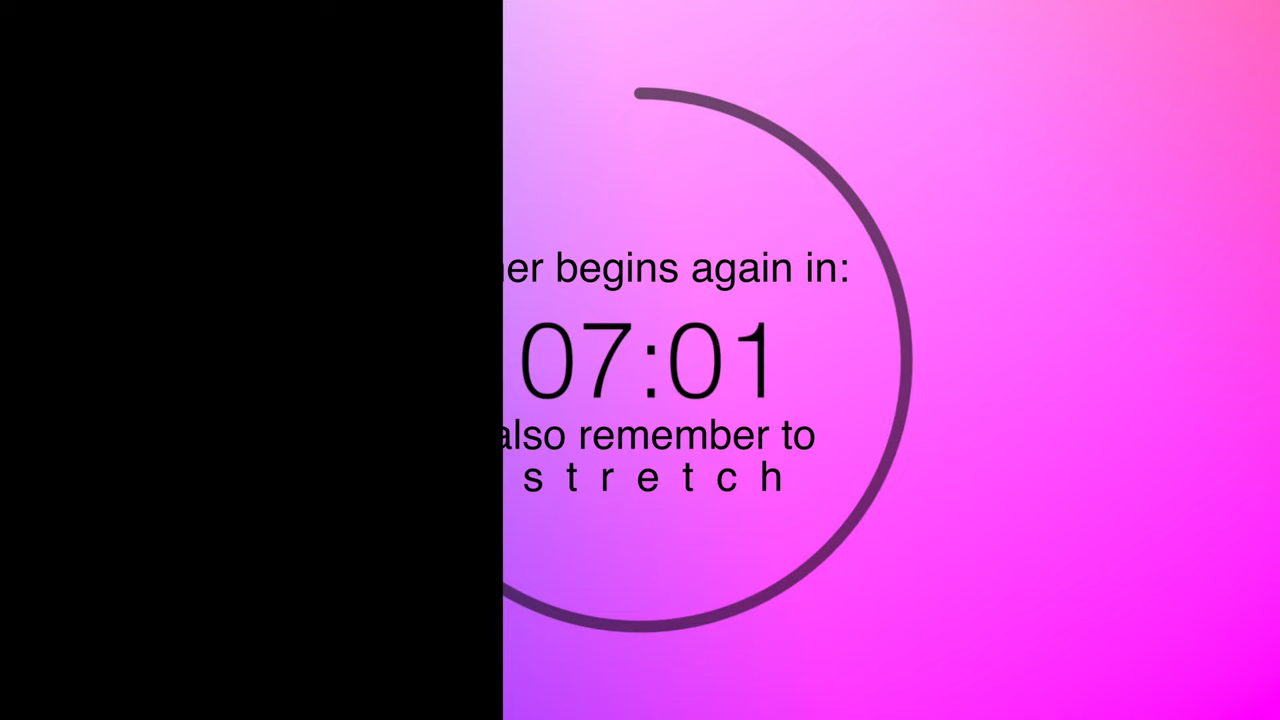 begins again in:
07:01
also remember to
s t r e t c h